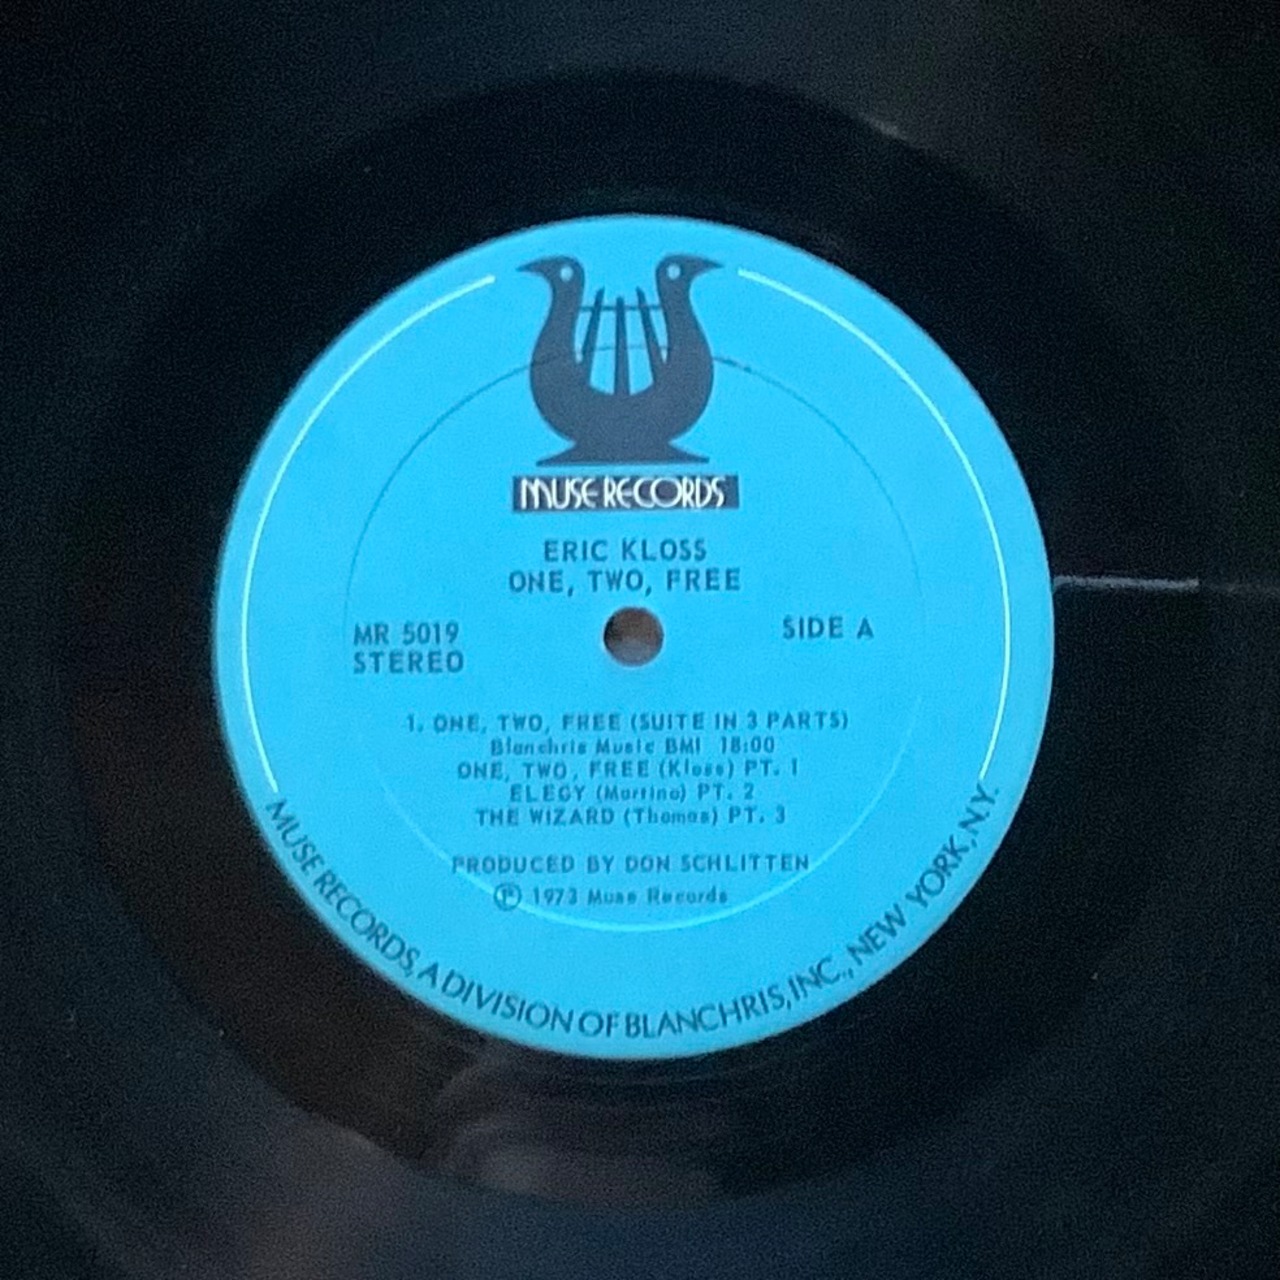 MUSE RECORDS
ERIC KLOSS
ONE, TWO, FREE
MR 5019
STEREO
SIDE A
1. ONE, TWO, FREE (SUITE IN 3 PARTS)
Blanchris Music BMI 18:00
ONE, TWO, FREE (Kloss) PT. 1
ELEGY (Martino) PT. 2
THE WIZARD (Thomas) PT. 3
PRODUCED BY DON SCHLITTEN
Ⓟ 1973 Muse Records
MUSE RECORDS, A DIVISION OF BLANCHRIS, INC., NEW YORK, N.Y.